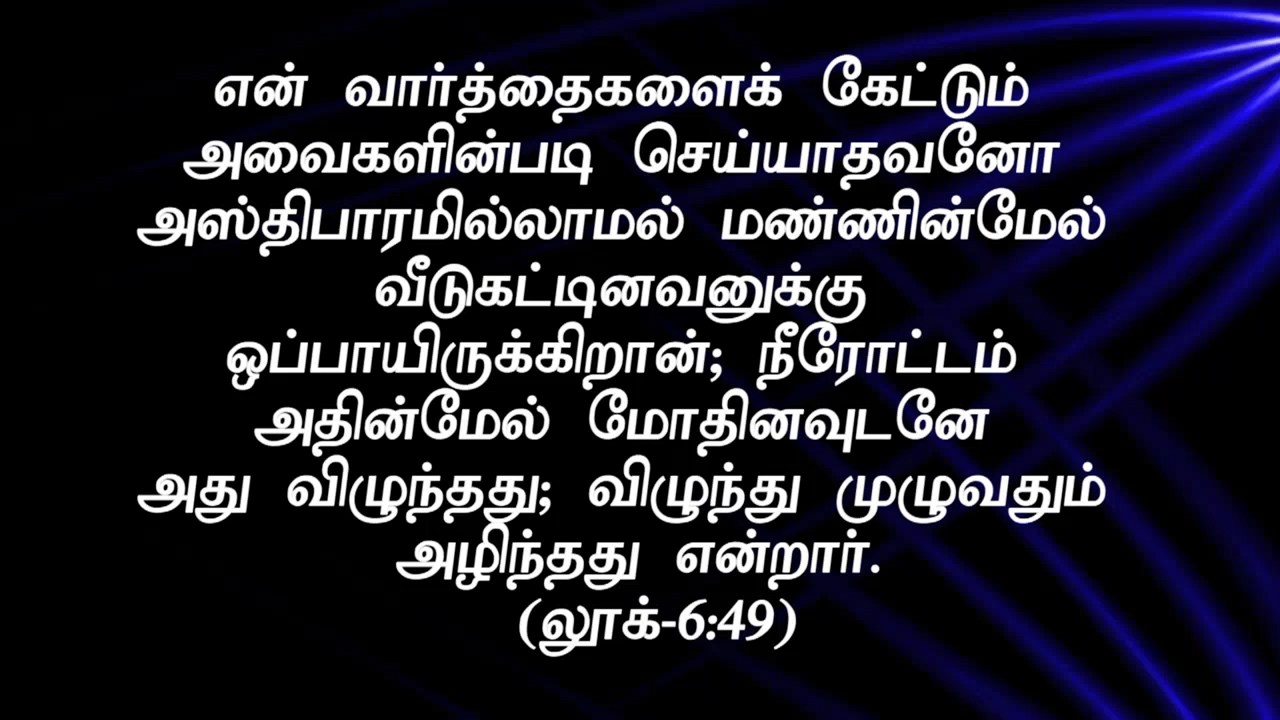 என் வார்த்தைகளைக் கேட்டும்
அவைகளின்படி செய்யாதவனோ
அஸ்திபாரமில்லாமல் மண்ணின்மேல்
வீடுகட்டினவனுக்கு
ஒப்பாயிருக்கிறான்; நீரோட்டம்
அதின்மேல் மோதினவுடனே
அது விழுந்தது; விழுந்து முழுவதும்
அழிந்தது என்றார்.
(லூக்-6:49)